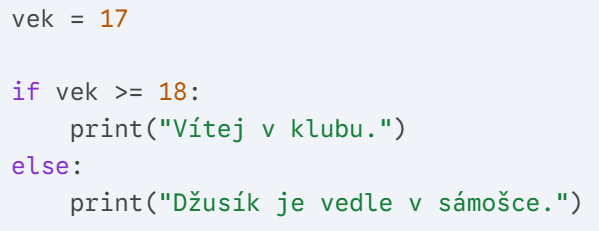 vek = 17
if vek >= 18:
    print("Vítej v klubu.")
else:
    print("Džusík je vedle v sámošce.")